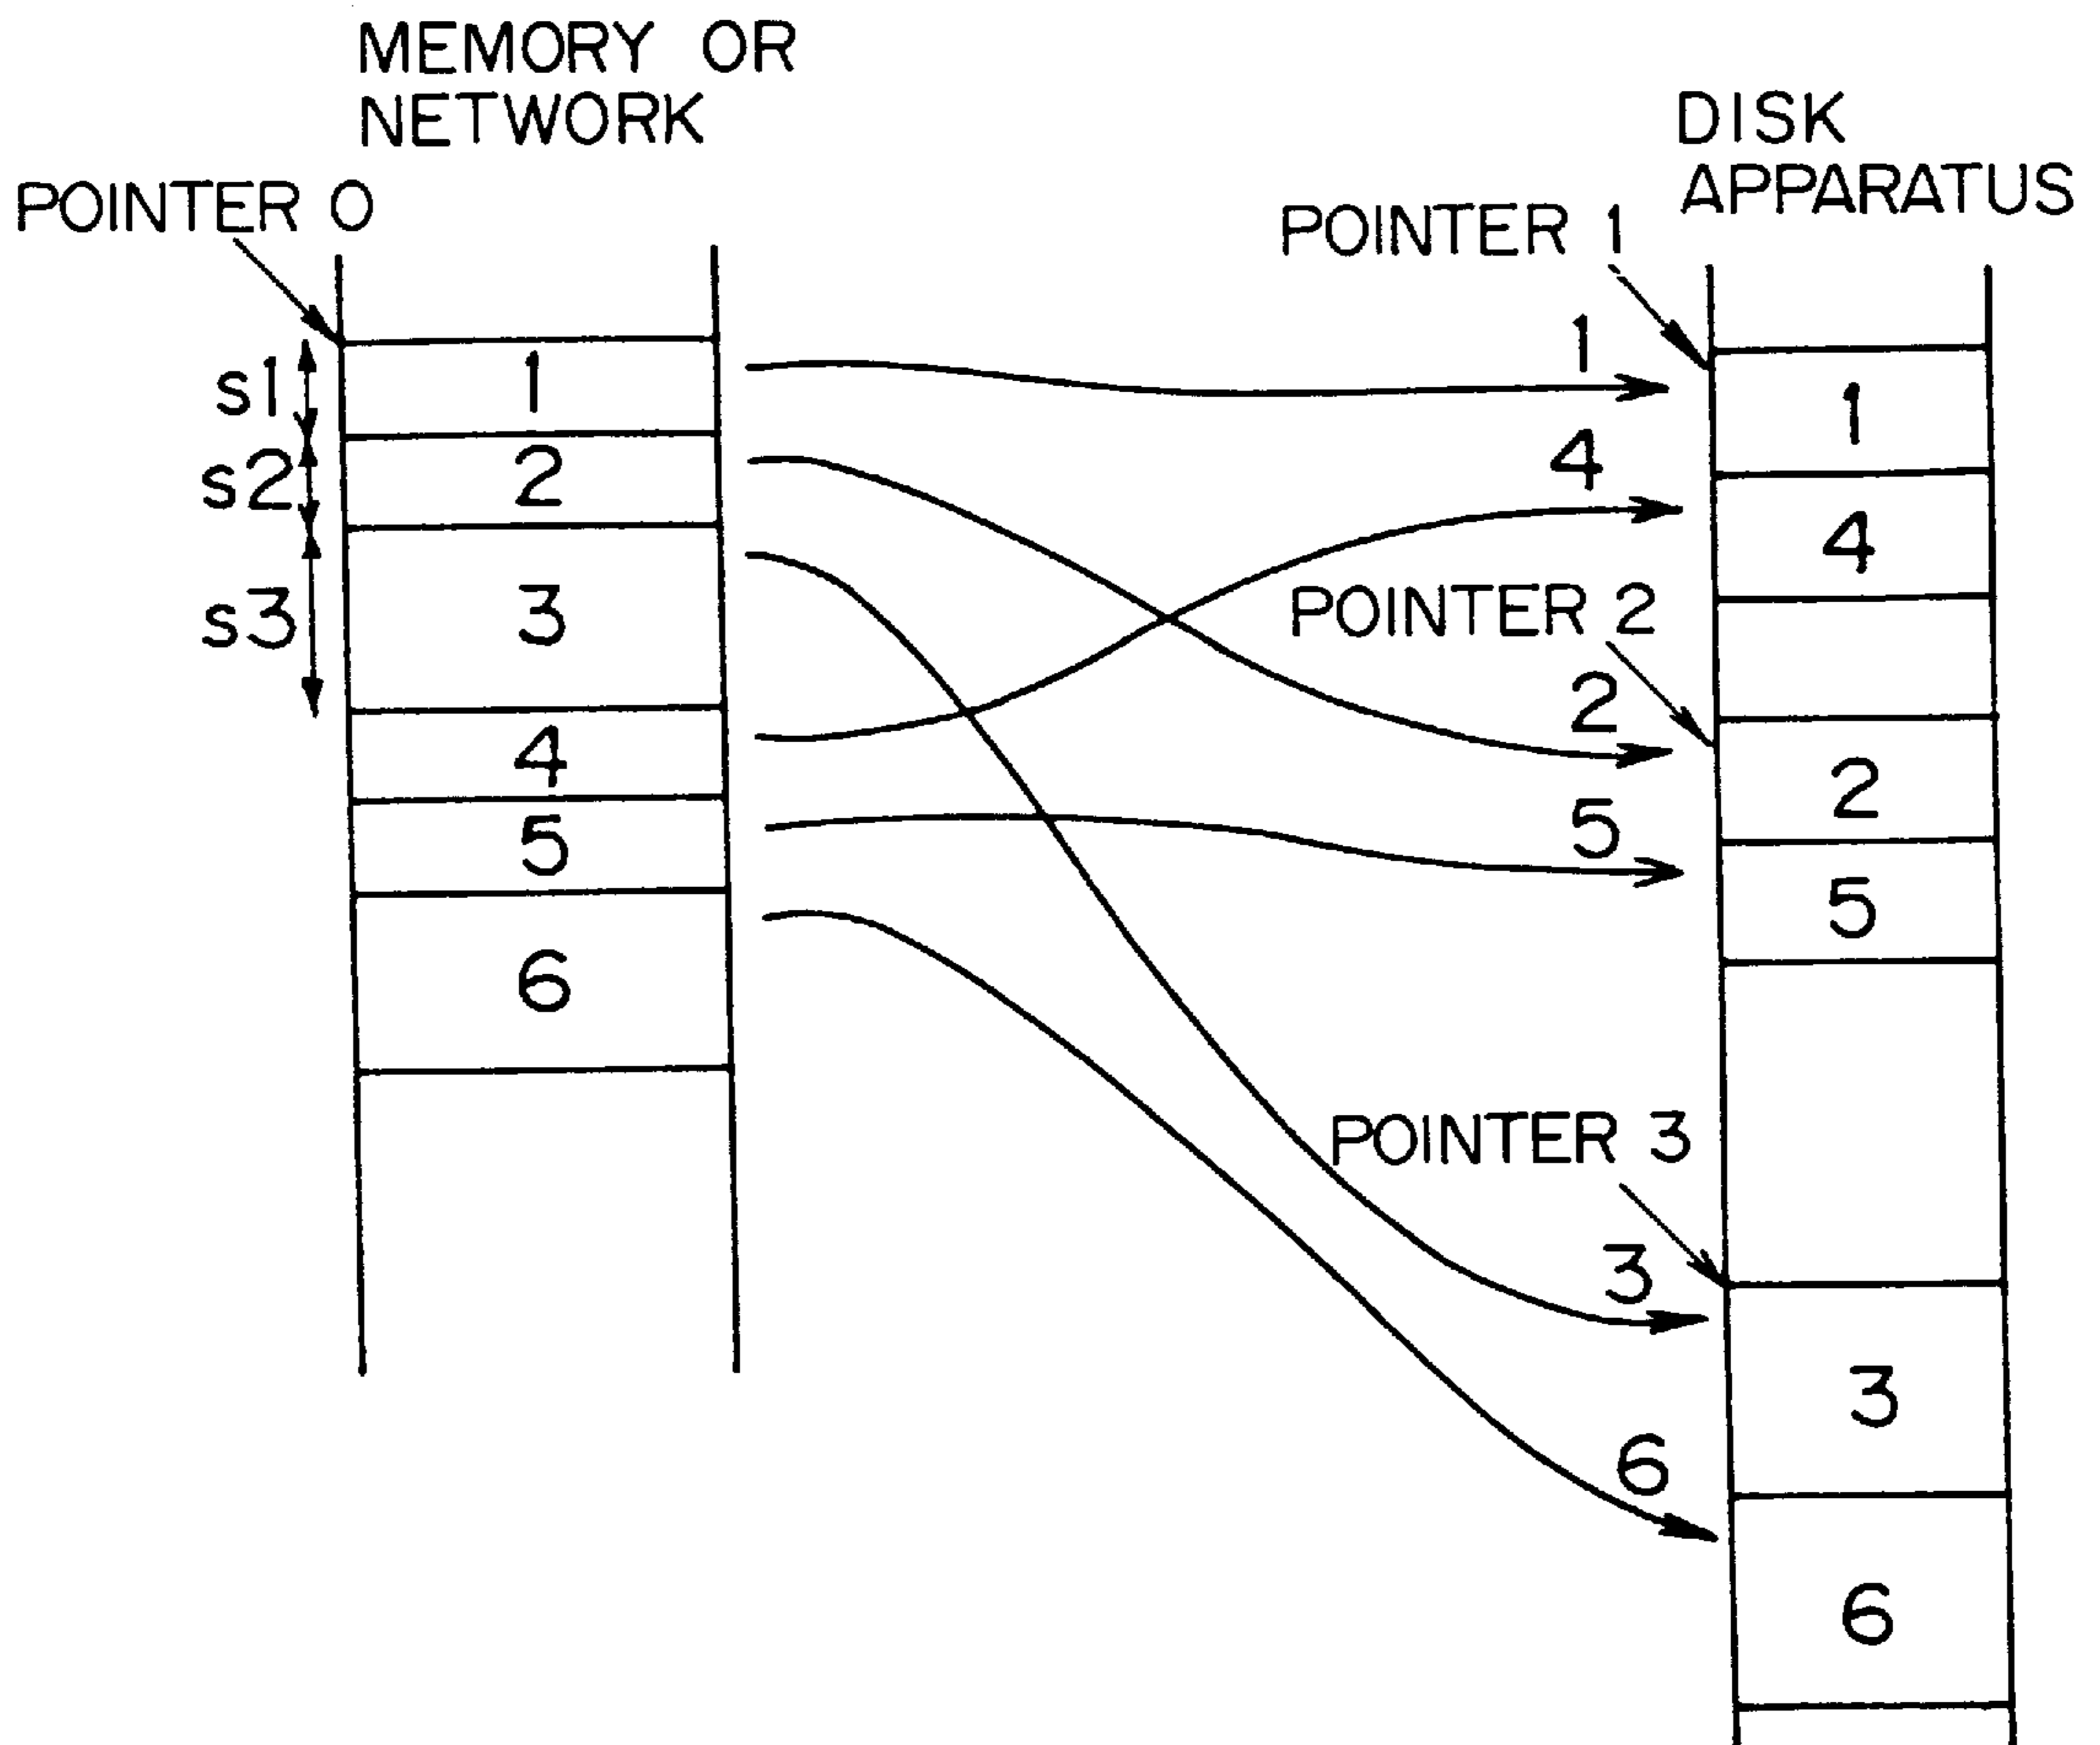 MEMORY OR
NETWORK
DISK
APPARATUS
POINTER 0
POINTER 1
s1
s2
s3
1
2
3
4
5
6
1
4
POINTER 2
2
5
POINTER 3
3
6
1
4
2
5
3
6